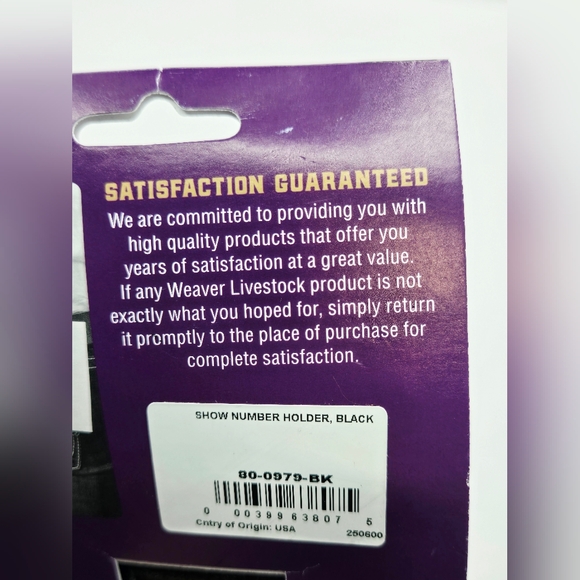 SATISFACTION GUARANTEED
We are committed to providing you with
high quality products that offer you
years of satisfaction at a great value.
If any Weaver Livestock product is not
exactly what you hoped for, simply return
it promptly to the place of purchase for
complete satisfaction.
SHOW NUMBER HOLDER, BLACK
80-0979-BK
0 00399 63807 5
Cntry of Origin: USA
250600